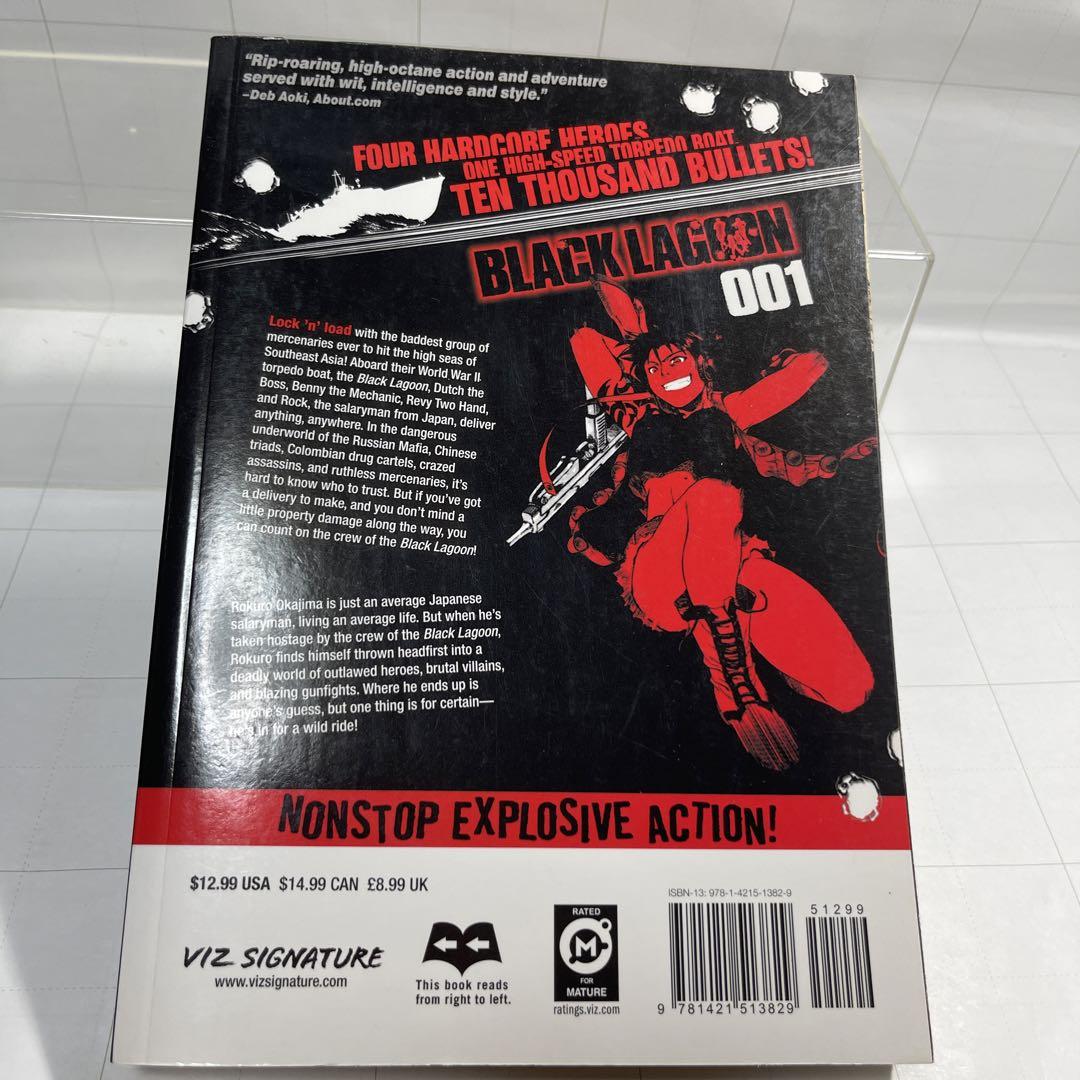 "Rip-roaring, high-octane action and adventure
served with wit, intelligence and style."
–Deb Aoki, About.com
FOUR HARDCORE HEROES
ONE HIGH-SPEED TORPEDO BOAT
TEN THOUSAND BULLETS!
BLACK LAGOON
001
Lock 'n' load with the baddest group of
mercenaries ever to hit the high seas of
Southeast Asia! Aboard their World War II
torpedo boat, the Black Lagoon, Dutch the
Boss, Benny the Mechanic, Revy Two Hand,
and Rock, the salaryman from Japan, deliver
anything, anywhere. In the dangerous
underworld of the Russian Mafia, Chinese
triads, Colombian drug cartels, crazed
assassins, and ruthless mercenaries, it's
hard to know who to trust. But if you've got
a delivery to make, and you don't mind a
little property damage along the way, you
can count on the crew of the Black Lagoon!
Rokuro Okajima is just an average Japanese
salaryman, living an average life. But when he's
taken hostage by the crew of the Black Lagoon,
Rokuro finds himself thrown headfirst into a
deadly world of outlawed heroes, brutal villains,
and blazing gunfights. Where he ends up is
anyone's guess, but one thing is for certain—
he's in for a wild ride!
NONSTOP EXPLOSIVE ACTION!
$12.99 USA $14.99 CAN £8.99 UK
VIZ SIGNATURE
www.vizsignature.com
This book reads
from right to left.
RATED
M
FOR
MATURE
ratings.viz.com
ISBN-13: 978-1-4215-1382-9
51299
9 781421 513829